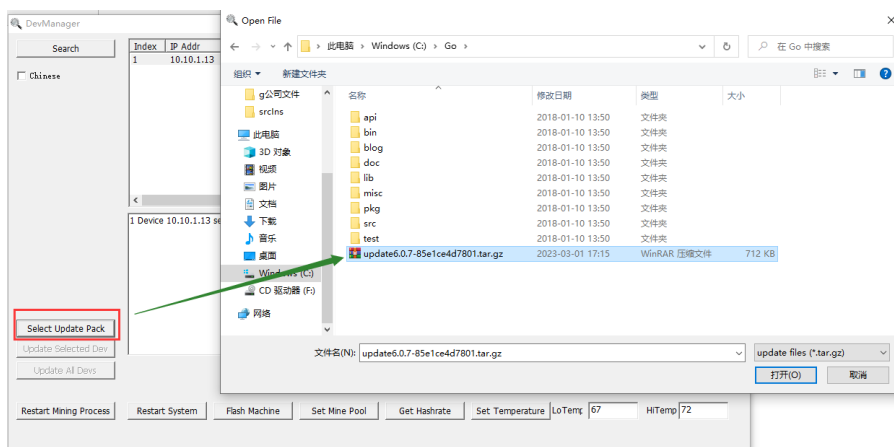 DevManager
Search
Chinese
Index IP Addr
1 10.10.1.13
1 Device 10.10.1.13 se
Select Update Pack
Update Selected Dev
Update All Devs
Restart Mining Process Restart System Flash Machine Set Mine Pool Get Hashrate Set Temperature LoTemp 67 HiTemp 72
Open File
此电脑 › Windows (C:) › Go ›
在 Go 中搜索
组织 新建文件夹
g公司文件
srcIns
此电脑
3D 对象
视频
图片
文档
下载
音乐
桌面
Windows (C:)
CD 驱动器 (F:)
网络
名称 修改日期 类型 大小
api 2018-01-10 13:50 文件夹
bin 2018-01-10 13:50 文件夹
blog 2018-01-10 13:50 文件夹
doc 2018-01-10 13:50 文件夹
lib 2018-01-10 13:50 文件夹
misc 2018-01-10 13:50 文件夹
pkg 2018-01-10 13:50 文件夹
src 2018-01-10 13:50 文件夹
test 2018-01-10 13:50 文件夹
update6.0.7-85e1ce4d7801.tar.gz 2023-03-01 17:15 WinRAR 压缩文件 712 KB
文件名(N): update6.0.7-85e1ce4d7801.tar.gz update files (*.tar.gz)
打开(O) 取消